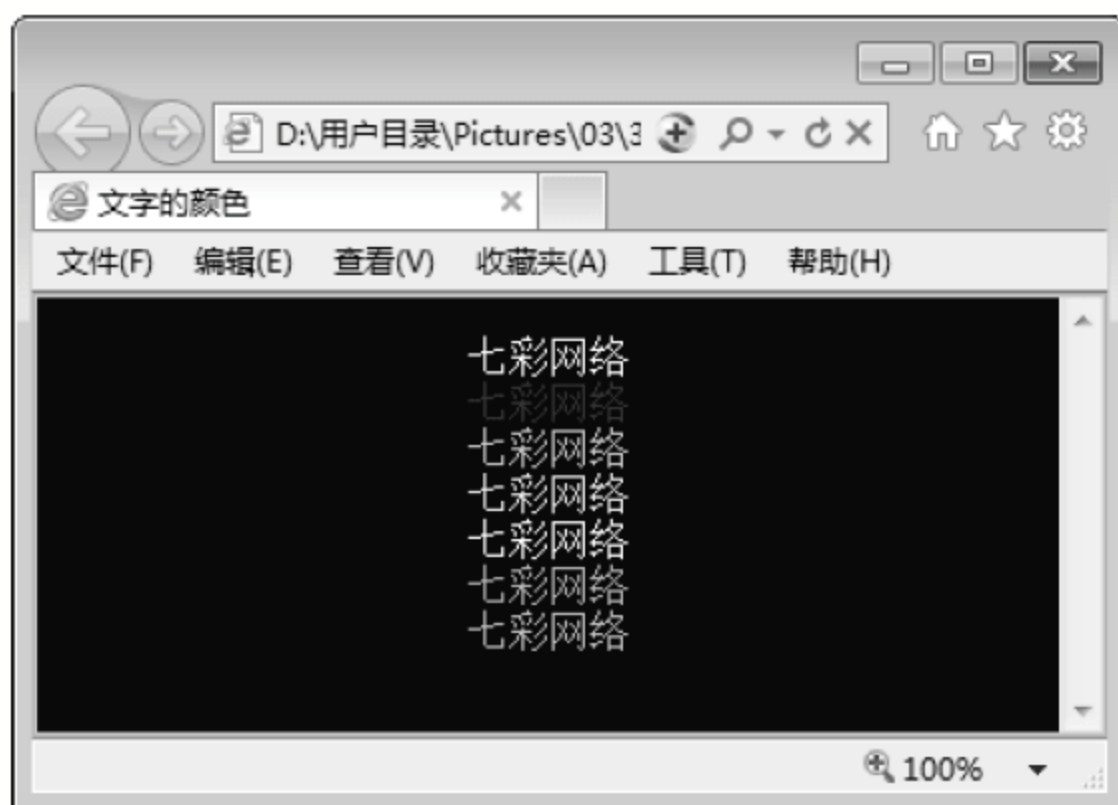 D:\用户目录\Pictures\03\3
文字的颜色
文件(F) 编辑(E) 查看(V) 收藏夹(A) 工具(T) 帮助(H)
七彩网络
七彩网络
七彩网络
七彩网络
七彩网络
七彩网络
七彩网络
100%